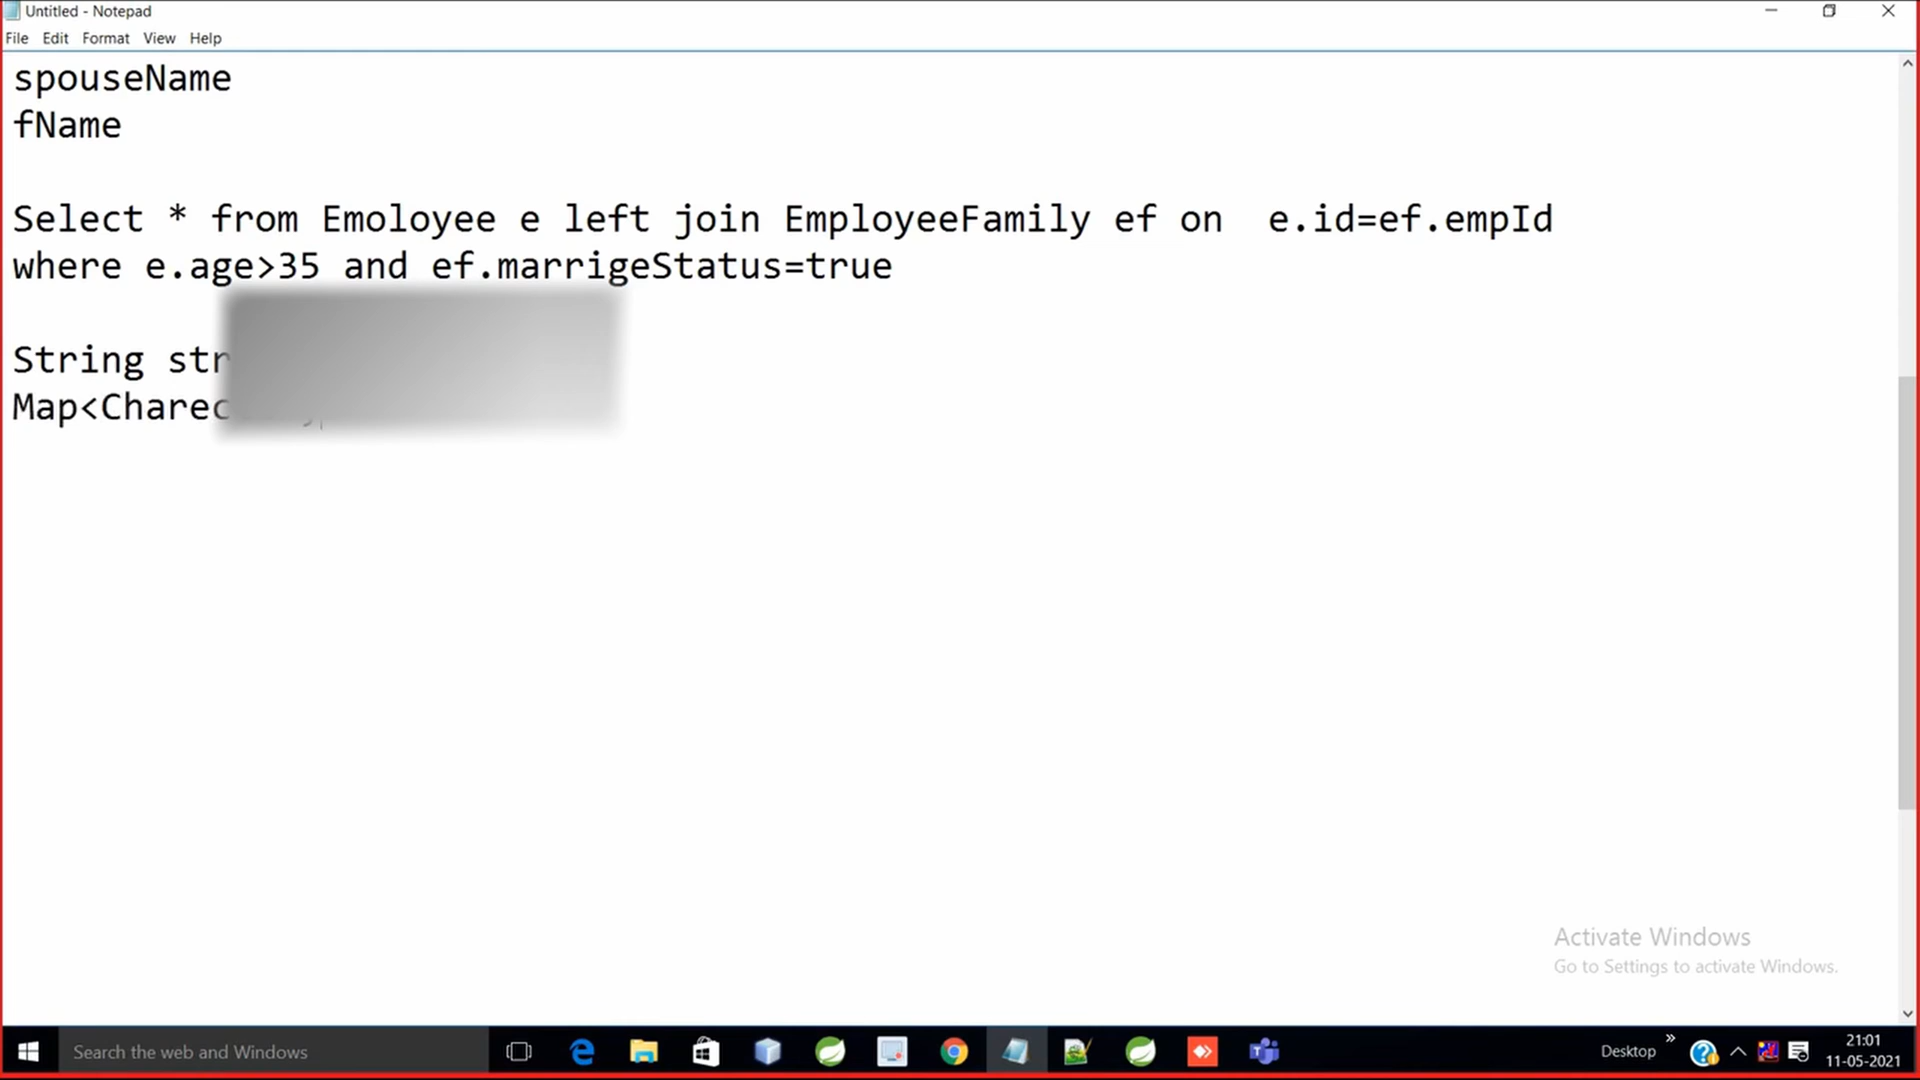 Untitled - Notepad
File Edit Format View Help
spouseName
fName
Select * from Emoloyee e left join EmployeeFamily ef on  e.id=ef.empId
where e.age>35 and ef.marrigeStatus=true
String str
Map<Charec
Activate Windows
Go to Settings to activate Windows.
Search the web and Windows
Desktop
21:01
11-05-2021